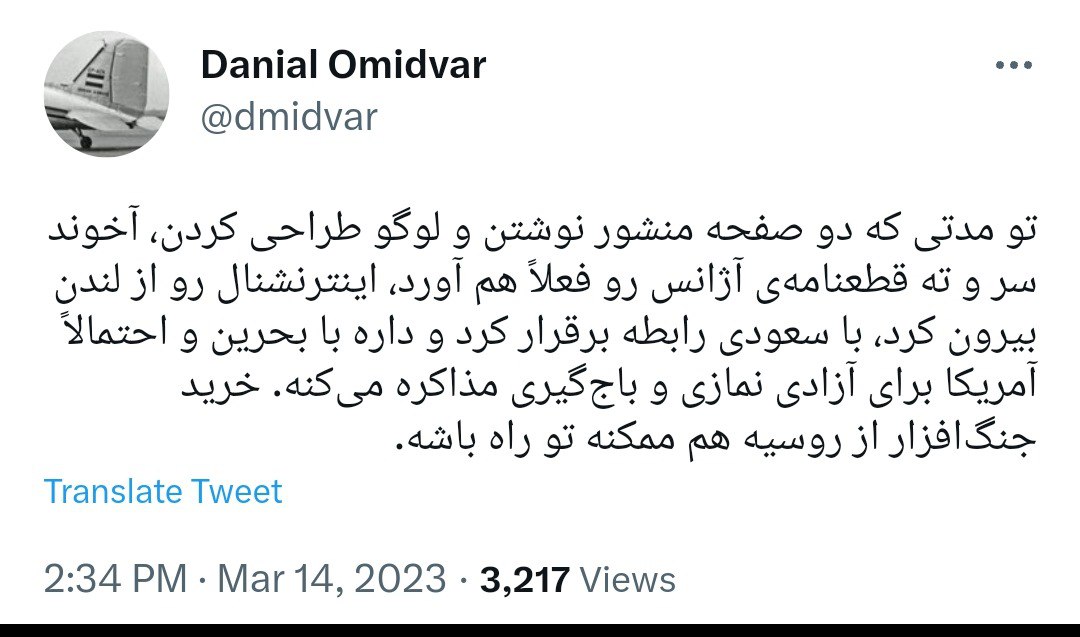 Danial Omidvar
@dmidvar
تو مدتی که دو صفحه منشور نوشتن و لوگو طراحی کردن، آخوند
سر و ته قطعنامه‌ی آژانس رو فعلاً هم آورد، اینترنشنال رو از لندن
بیرون کرد، با سعودی رابطه برقرار کرد و داره با بحرین و احتمالاً
آمریکا برای آزادی نمازی و باج‌گیری مذاکره می‌کنه. خرید
جنگ‌افزار از روسیه هم ممکنه تو راه باشه.
Translate Tweet
2:34 PM · Mar 14, 2023 · 3,217 Views